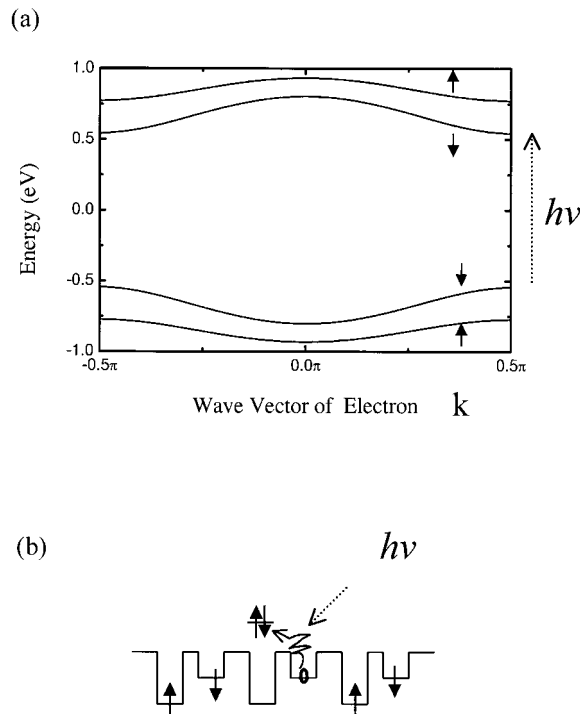 (a)
1.0
0.5
0.0
-0.5
-1.0
Energy (eV)
hν
-0.5π 0.0π 0.5π
Wave Vector of Electron k
(b)
hν
0